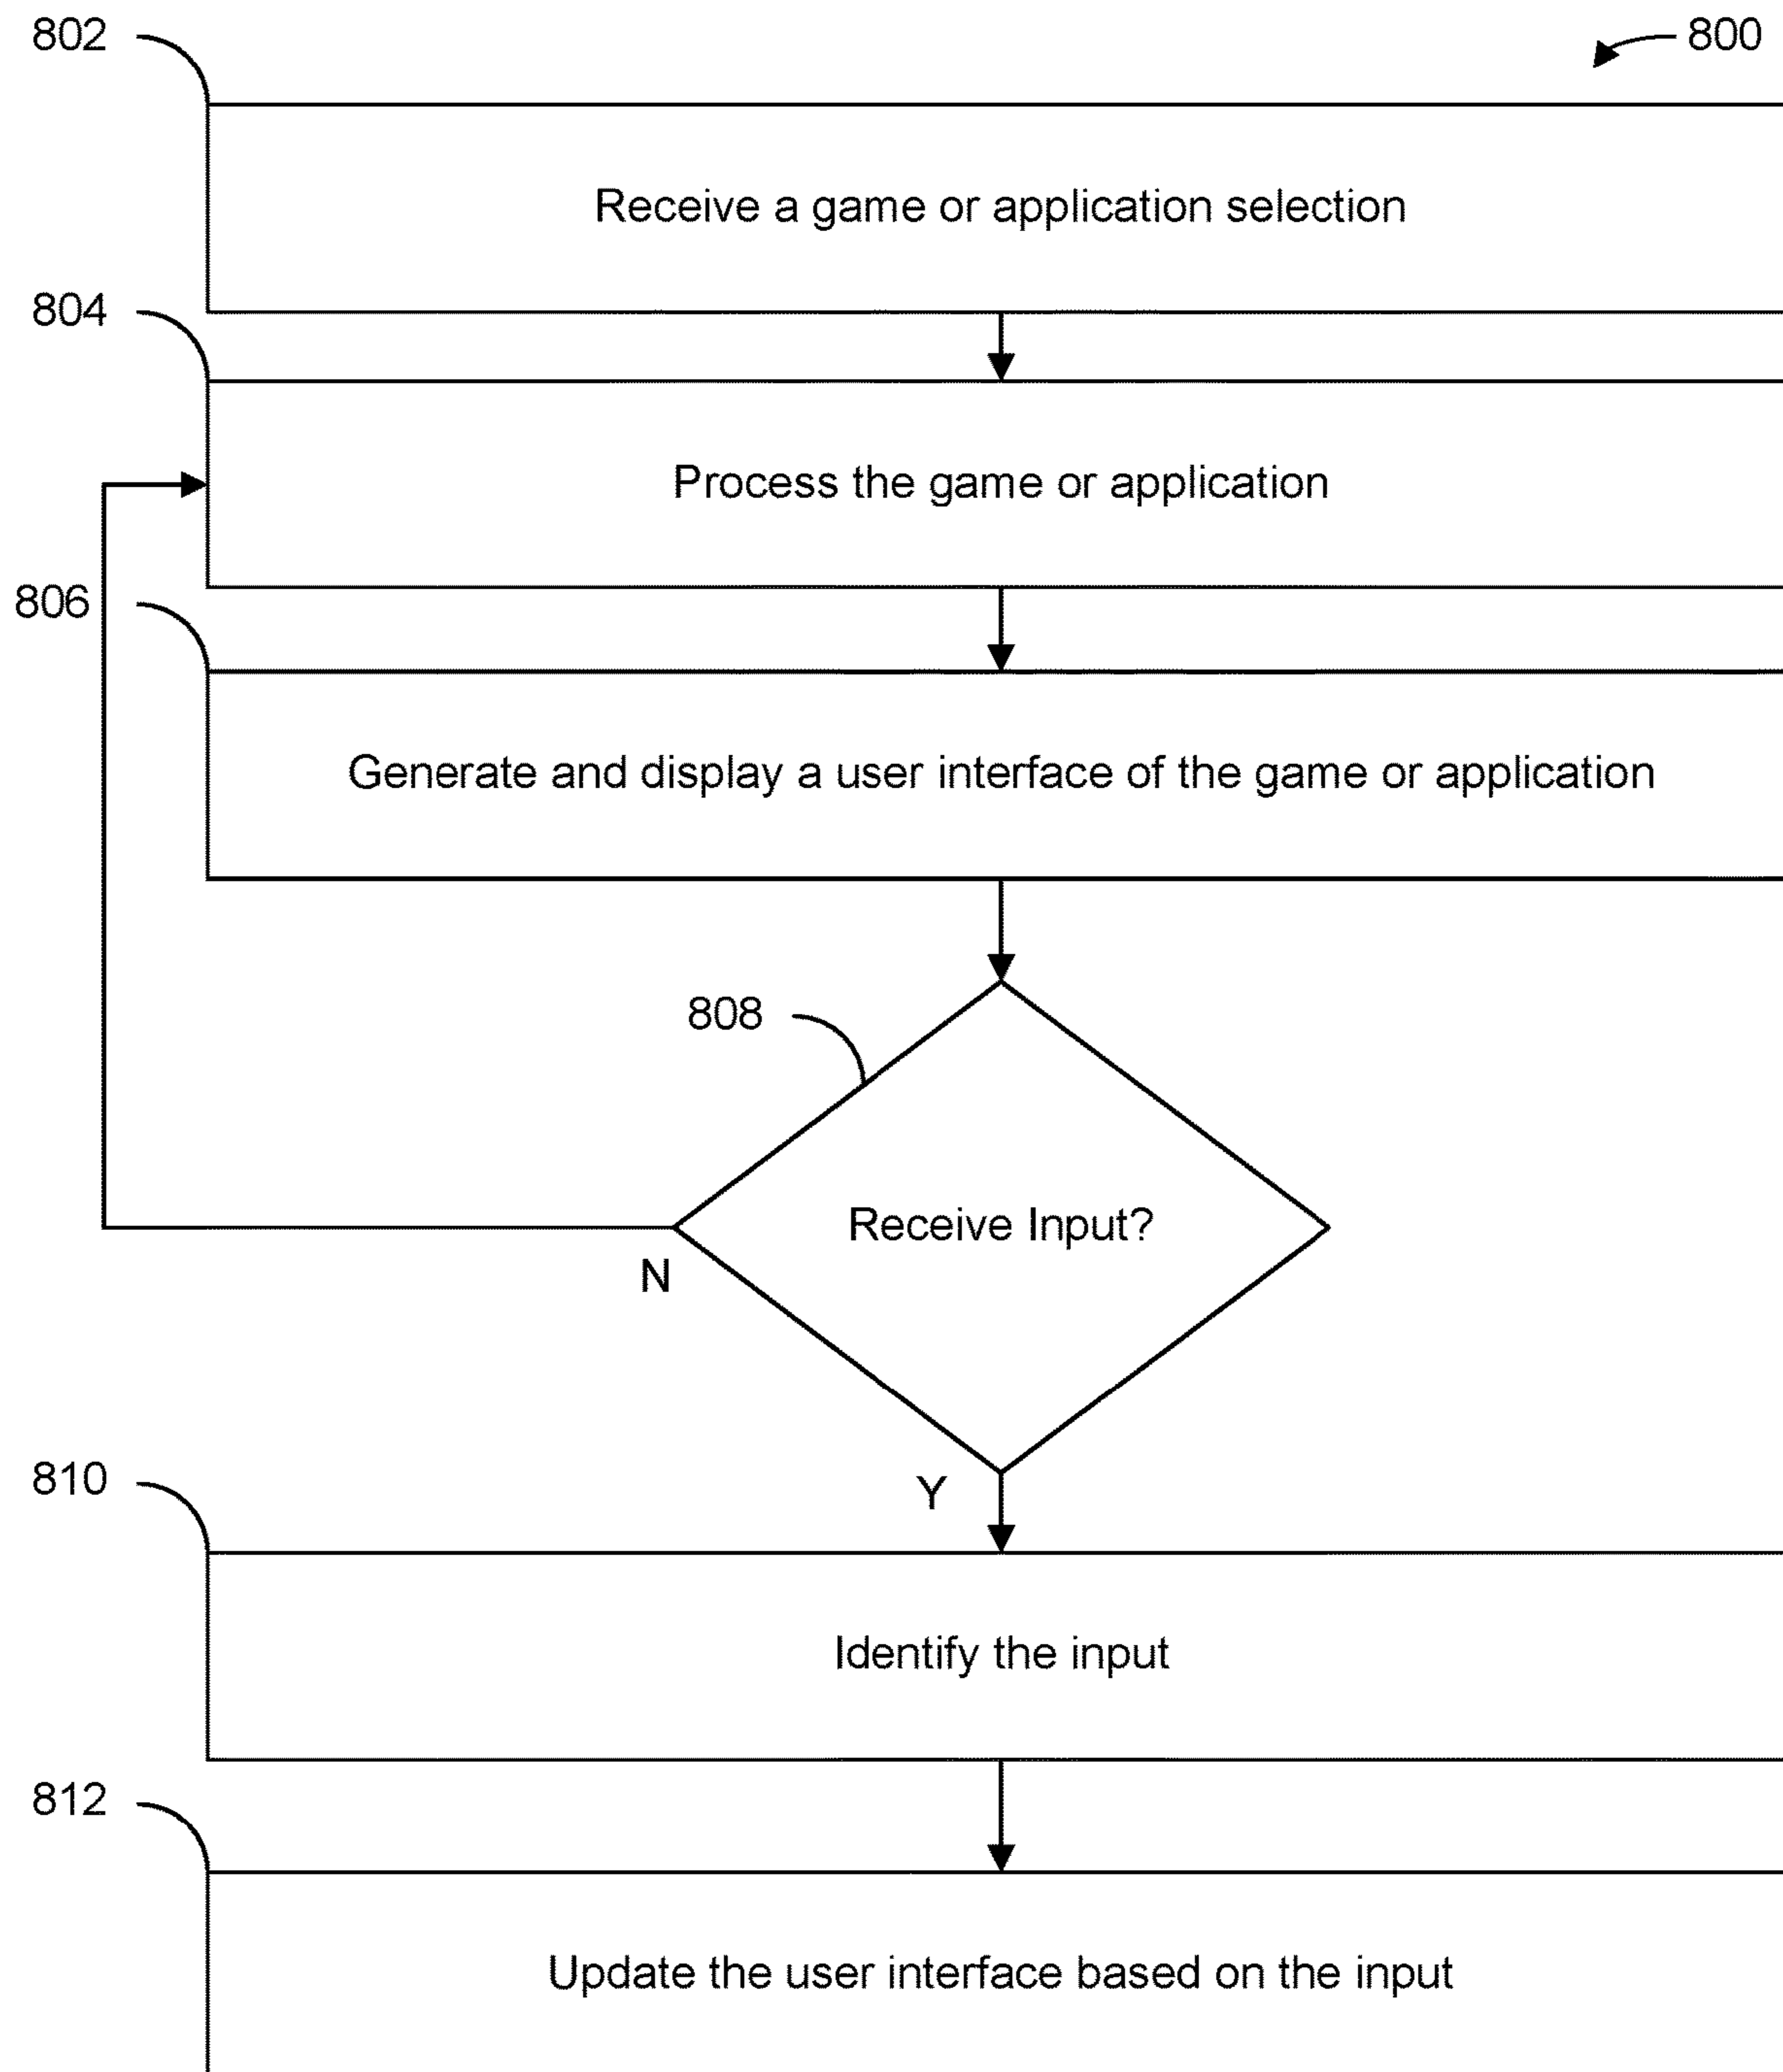 802
800
Receive a game or application selection
804
Process the game or application
806
Generate and display a user interface of the game or application
808
Receive Input?
N
Y
810
Identify the input
812
Update the user interface based on the input